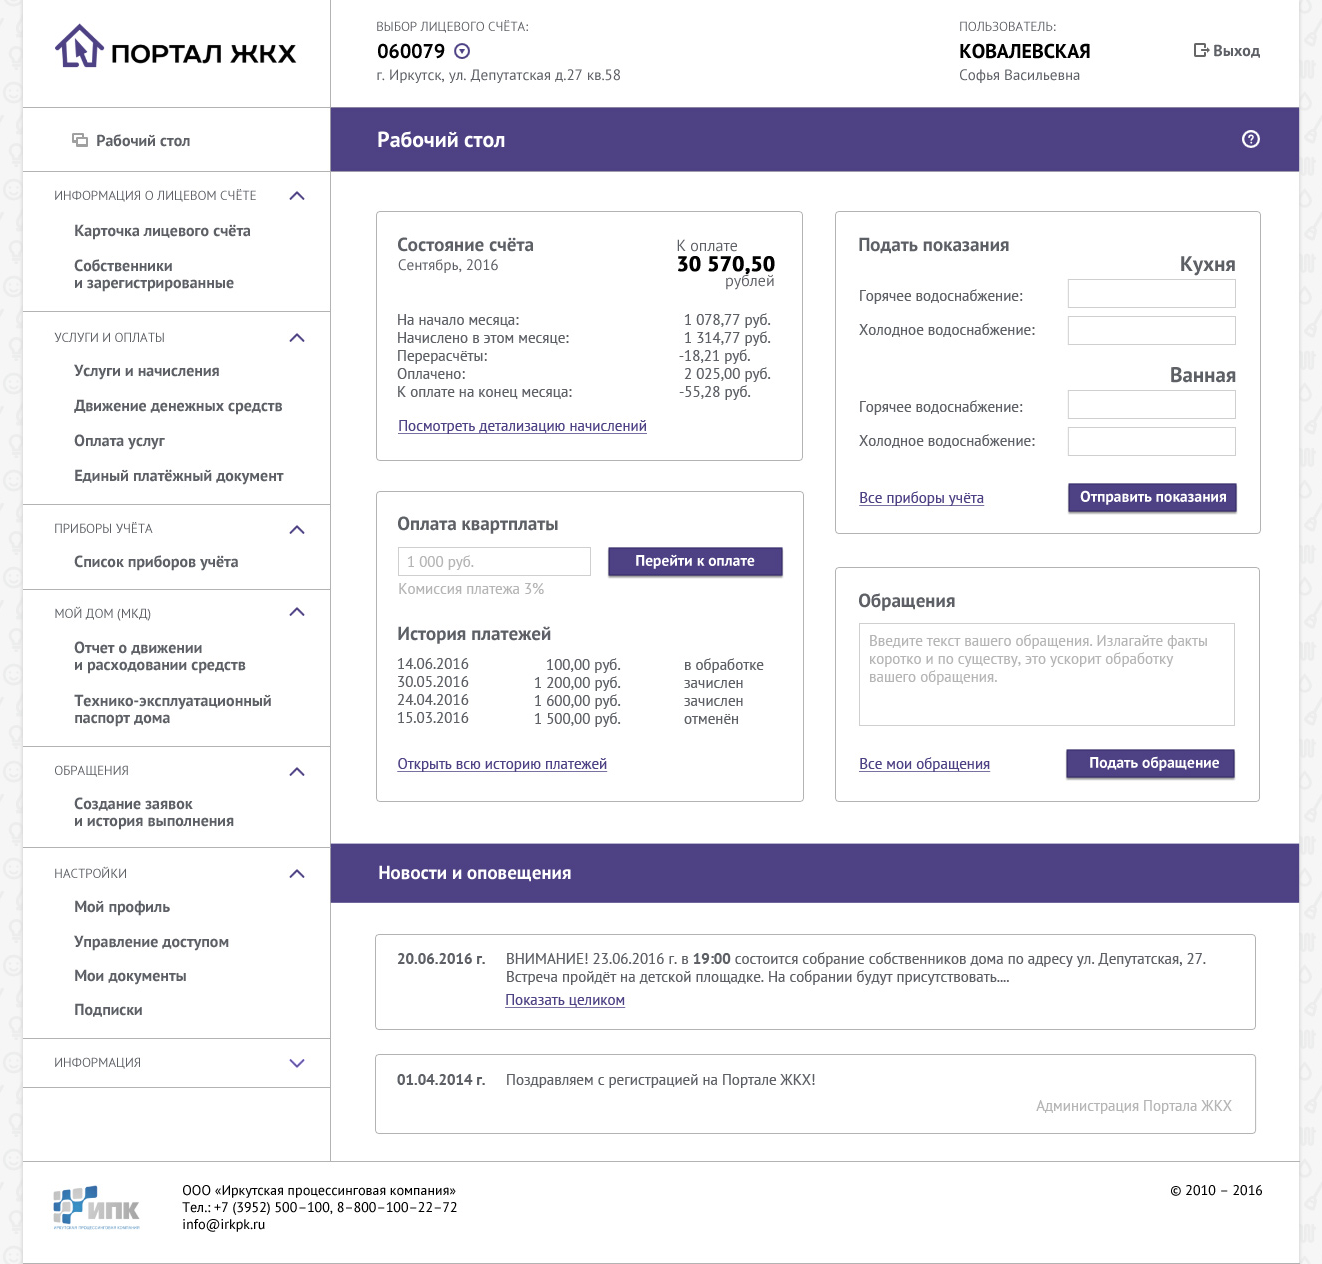 ПОРТАЛ ЖКХ
ВЫБОР ЛИЦЕВОГО СЧЁТА:
060079
г. Иркутск, ул. Депутатская д.27 кв.58
ПОЛЬЗОВАТЕЛЬ:
КОВАЛЕВСКАЯ
Софья Васильевна
Выход
Рабочий стол
ИНФОРМАЦИЯ О ЛИЦЕВОМ СЧЁТЕ
Карточка лицевого счёта
Собственники
и зарегистрированные
УСЛУГИ И ОПЛАТЫ
Услуги и начисления
Движение денежных средств
Оплата услуг
Единый платёжный документ
ПРИБОРЫ УЧЁТА
Список приборов учёта
МОЙ ДОМ (МКД)
Отчет о движении
и расходовании средств
Технико-эксплуатационный
паспорт дома
ОБРАЩЕНИЯ
Создание заявок
и история выполнения
НАСТРОЙКИ
Мой профиль
Управление доступом
Мои документы
Подписки
ИНФОРМАЦИЯ
Рабочий стол
?
Состояние счёта
Сентябрь, 2016
К оплате
30 570,50
рублей
На начало месяца: 1 078,77 руб.
Начислено в этом месяце: 1 314,77 руб.
Перерасчёты: -18,21 руб.
Оплачено: 2 025,00 руб.
К оплате на конец месяца: -55,28 руб.
Посмотреть детализацию начислений
Подать показания
Кухня
Горячее водоснабжение:
Холодное водоснабжение:
Ванная
Горячее водоснабжение:
Холодное водоснабжение:
Все приборы учёта
Отправить показания
Оплата квартплаты
1 000 руб.
Перейти к оплате
Комиссия платежа 3%
История платежей
14.06.2016 100,00 руб. в обработке
30.05.2016 1 200,00 руб. зачислен
24.04.2016 1 600,00 руб. зачислен
15.03.2016 1 500,00 руб. отменён
Открыть всю историю платежей
Обращения
Введите текст вашего обращения. Излагайте факты
коротко и по существу, это ускорит обработку
вашего обращения.
Все мои обращения
Подать обращение
Новости и оповещения
20.06.2016 г. ВНИМАНИЕ! 23.06.2016 г. в 19:00 состоится собрание собственников дома по адресу ул. Депутатская, 27.
Встреча пройдёт на детской площадке. На собрании будут присутствовать....
Показать целиком
01.04.2014 г. Поздравляем с регистрацией на Портале ЖКХ!
Администрация Портала ЖКХ
ИПК
ИРКУТСКАЯ ПРОЦЕССИНГОВАЯ КОМПАНИЯ
ООО «Иркутская процессинговая компания»
Тел.: +7 (3952) 500–100, 8–800–100–22–72
info@irkpk.ru
© 2010 – 2016